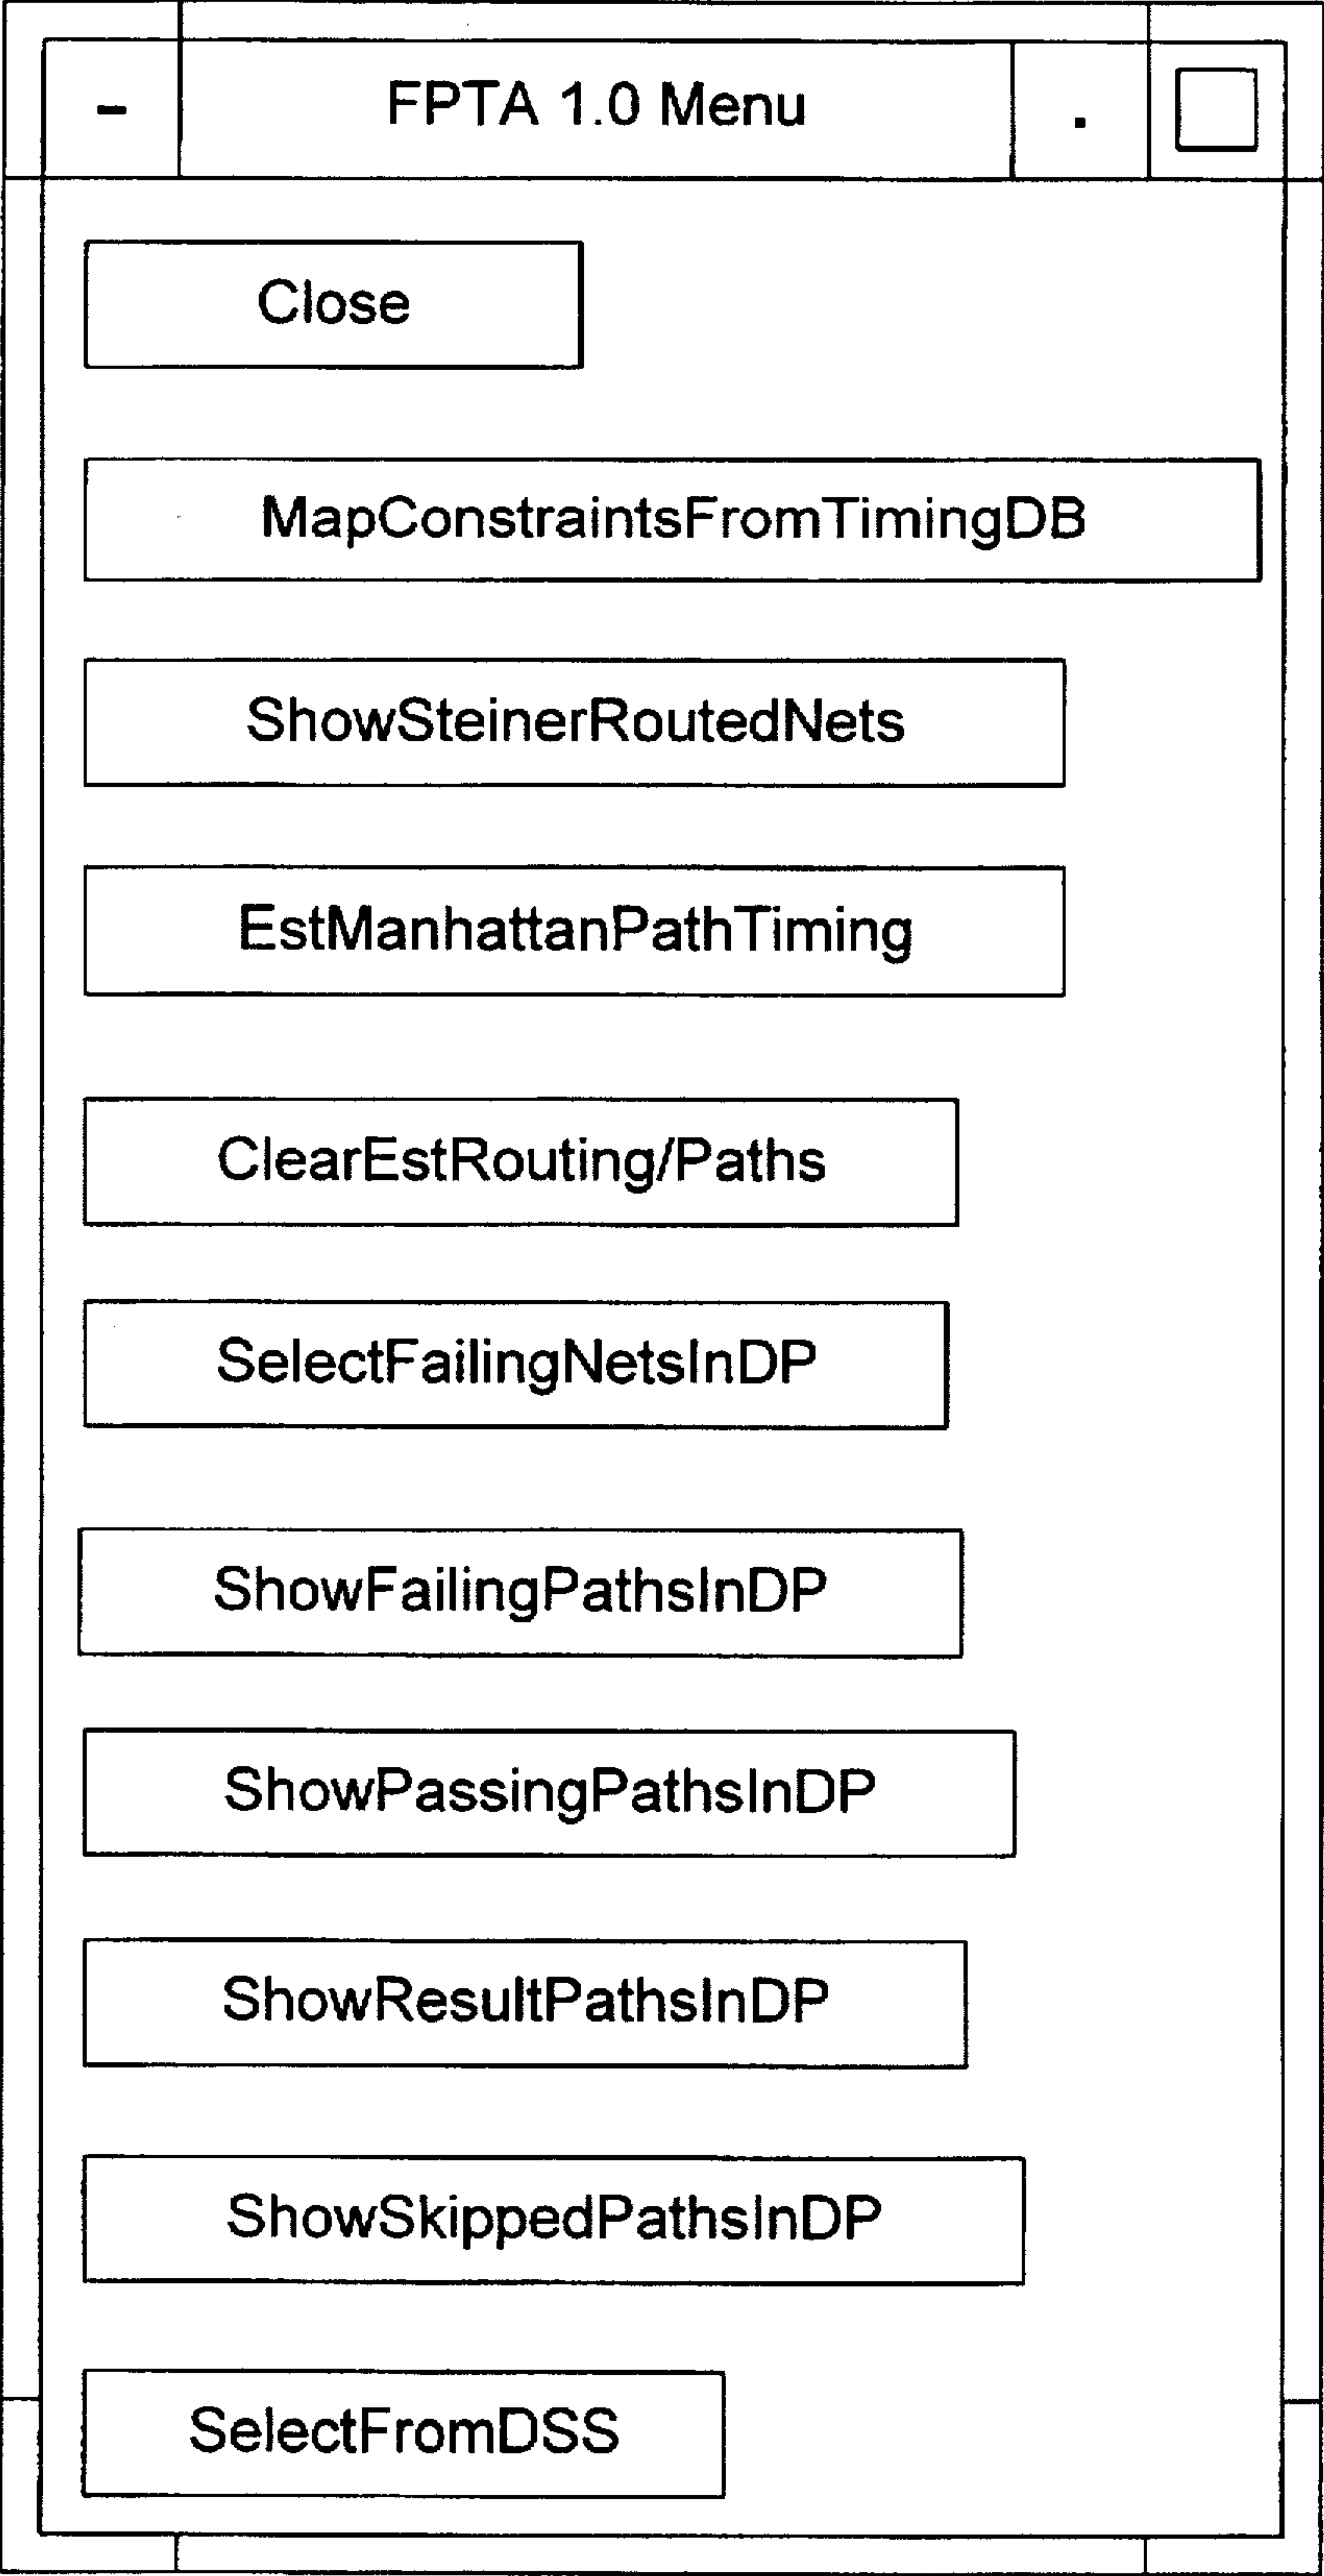 FPTA 1.0 Menu
Close
MapConstraintsFromTimingDB
ShowSteinerRoutedNets
EstManhattanPathTiming
ClearEstRouting/Paths
SelectFailingNetsInDP
ShowFailingPathsInDP
ShowPassingPathsInDP
ShowResultPathsInDP
ShowSkippedPathsInDP
SelectFromDSS